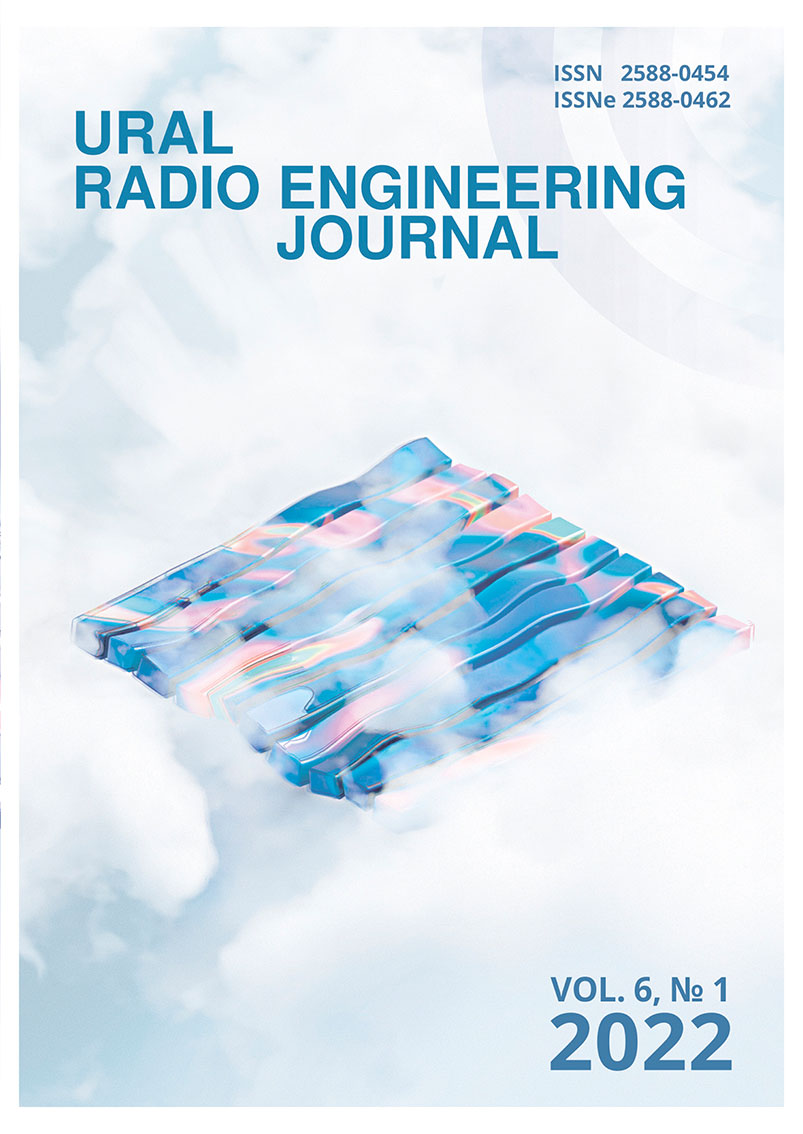 ISSN 2588-0454
ISSNe 2588-0462
URAL
RADIO ENGINEERING
JOURNAL
VOL. 6, № 1
2022